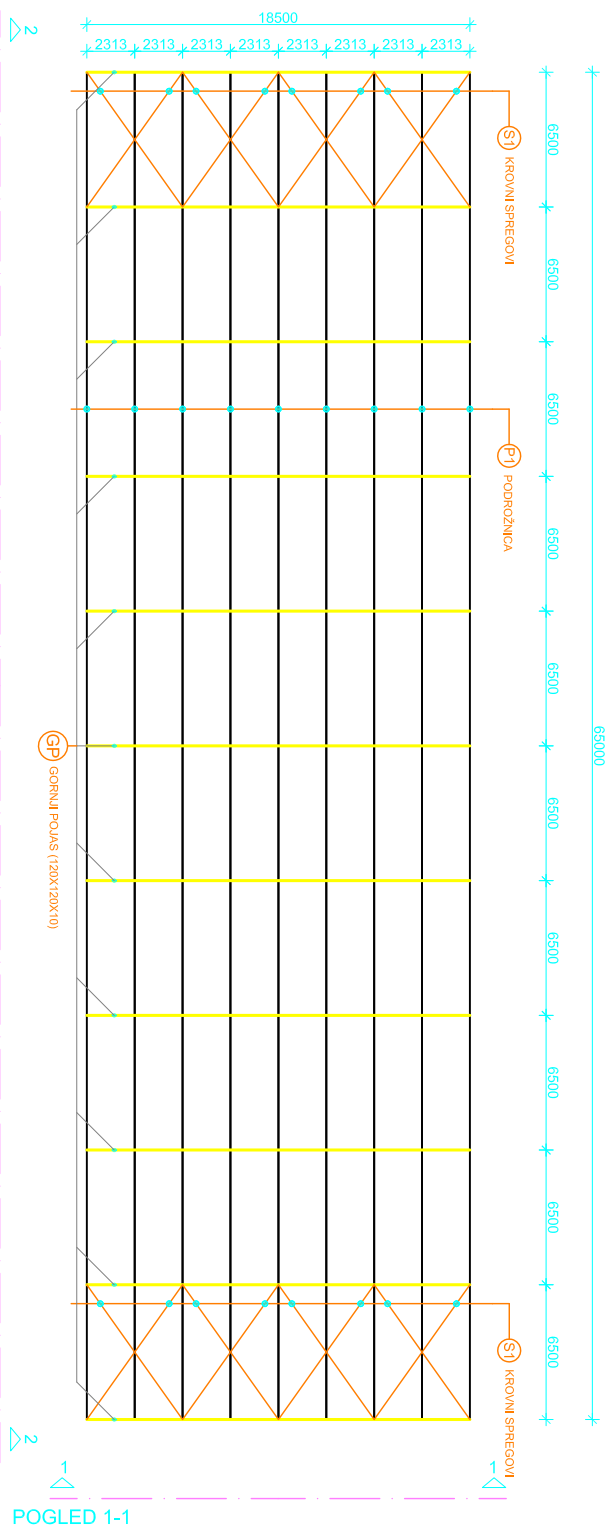 18500
2313 2313 2313 2313 2313 2313 2313 2313
2
S1 KROVNI SPREGOVI
6500
6500
6500
P1 PODROŽNICA
6500
6500
65000
GP GORNJI POJAS (120X120X10)
6500
6500
6500
6500
6500
S1 KROVNI SPREGOVI
2
1 1
POGLED 1-1